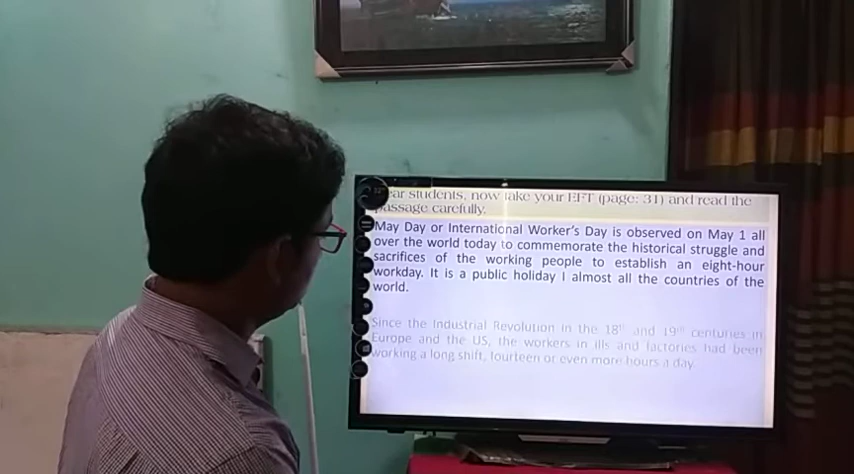 ar students, now take your EFT (page: 31) and read the
passage carefully.
May Day or International Worker's Day is observed on May 1 all
over the world today to commemorate the historical struggle and
sacrifices of the working people to establish an eight-hour
workday. It is a public holiday I almost all the countries of the
world.
Since the Industrial Revolution in the 18th and 19th centuries in
Europe and the US, the workers in ills and factories had been
working a long shift, fourteen or even more hours a day